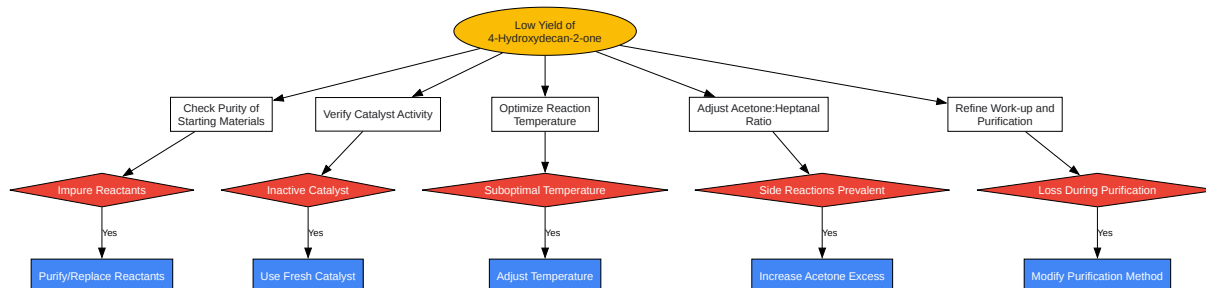 Low Yield of
4-Hydroxydecan-2-one
Check Purity of
Starting Materials
Verify Catalyst Activity
Optimize Reaction
Temperature
Adjust Acetone:Heptanal
Ratio
Refine Work-up and
Purification
Impure Reactants
Inactive Catalyst
Suboptimal Temperature
Side Reactions Prevalent
Loss During Purification
Yes
Yes
Yes
Yes
Yes
Purify/Replace Reactants
Use Fresh Catalyst
Adjust Temperature
Increase Acetone Excess
Modify Purification Method